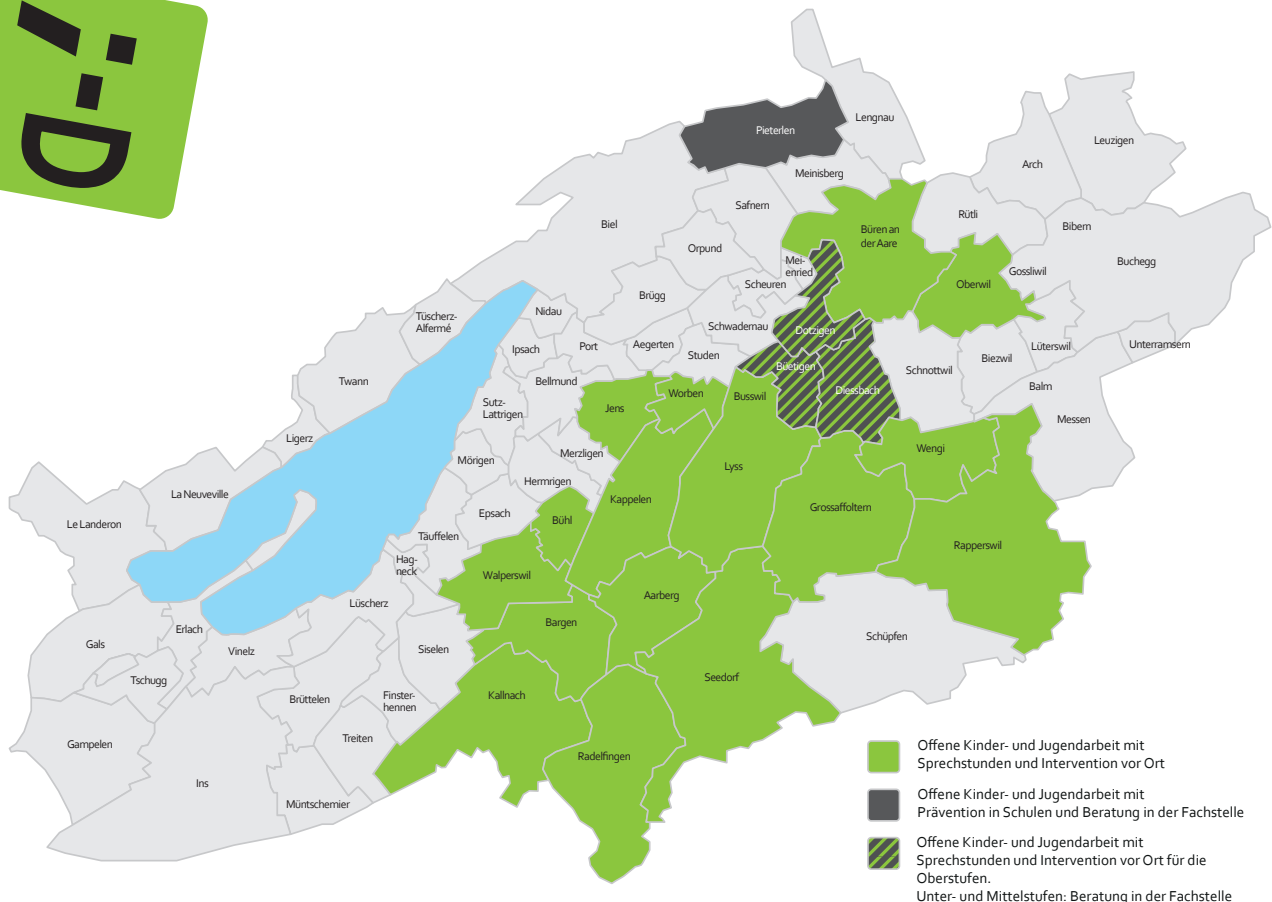 :-D
Pieterlen
Lengnau
Leuzigen
Arch
Meinisberg
Safnern
Rütli
Biel
Bibern
Büren an
der Aare
Orpund
Buchegg
Mei-
enried
Gossliwil
Scheuren
Oberwil
Brügg
Nidau
Tüscherz-
Alfermé
Schwadernau
Dotzigen
Port
Aegerten
Unterramsern
Lüterswil
Ipsach
Studen
Biezwil
Büetigen
Schnottwil
Twann
Bellmund
Diessbach
Balm
Worben
Busswil
Sutz-
Lattrigen
Jens
Messen
Ligerz
Wengi
Merzligen
Mörigen
Lyss
Hermrigen
La Neuveville
Kappelen
Grossaffoltern
Epsach
Bühl
Le Landeron
Täuffelen
Rapperswil
Hag-
neck
Walperswil
Aarberg
Lüscherz
Bargen
Erlach
Schüpfen
Gals
Vinelz
Siselen
Seedorf
Tschugg
Kallnach
Brüttelen
Finster-
hennen
Treiten
Gampelen
Radelfingen
Ins
Müntschemier
Offene Kinder- und Jugendarbeit mit
Sprechstunden und Intervention vor Ort
Offene Kinder- und Jugendarbeit mit
Prävention in Schulen und Beratung in der Fachstelle
Offene Kinder- und Jugendarbeit mit
Sprechstunden und Intervention vor Ort für die
Oberstufen.
Unter- und Mittelstufen: Beratung in der Fachstelle